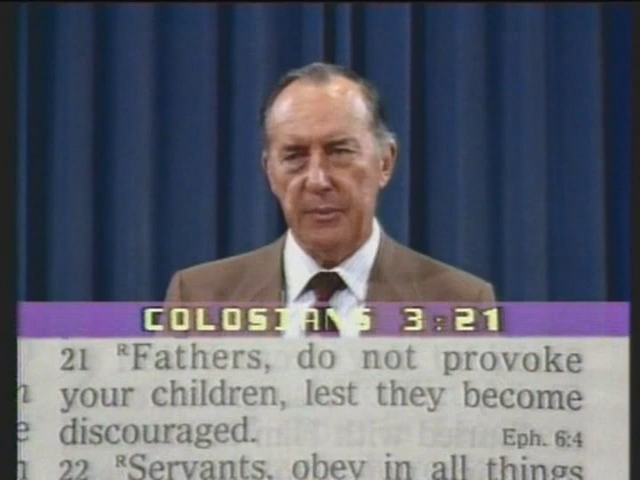 COLOSIANS 3:21
21 ᴿFathers, do not provoke
your children, lest they become
discouraged. Eph. 6:4
22 ᴿServants, obey in all things